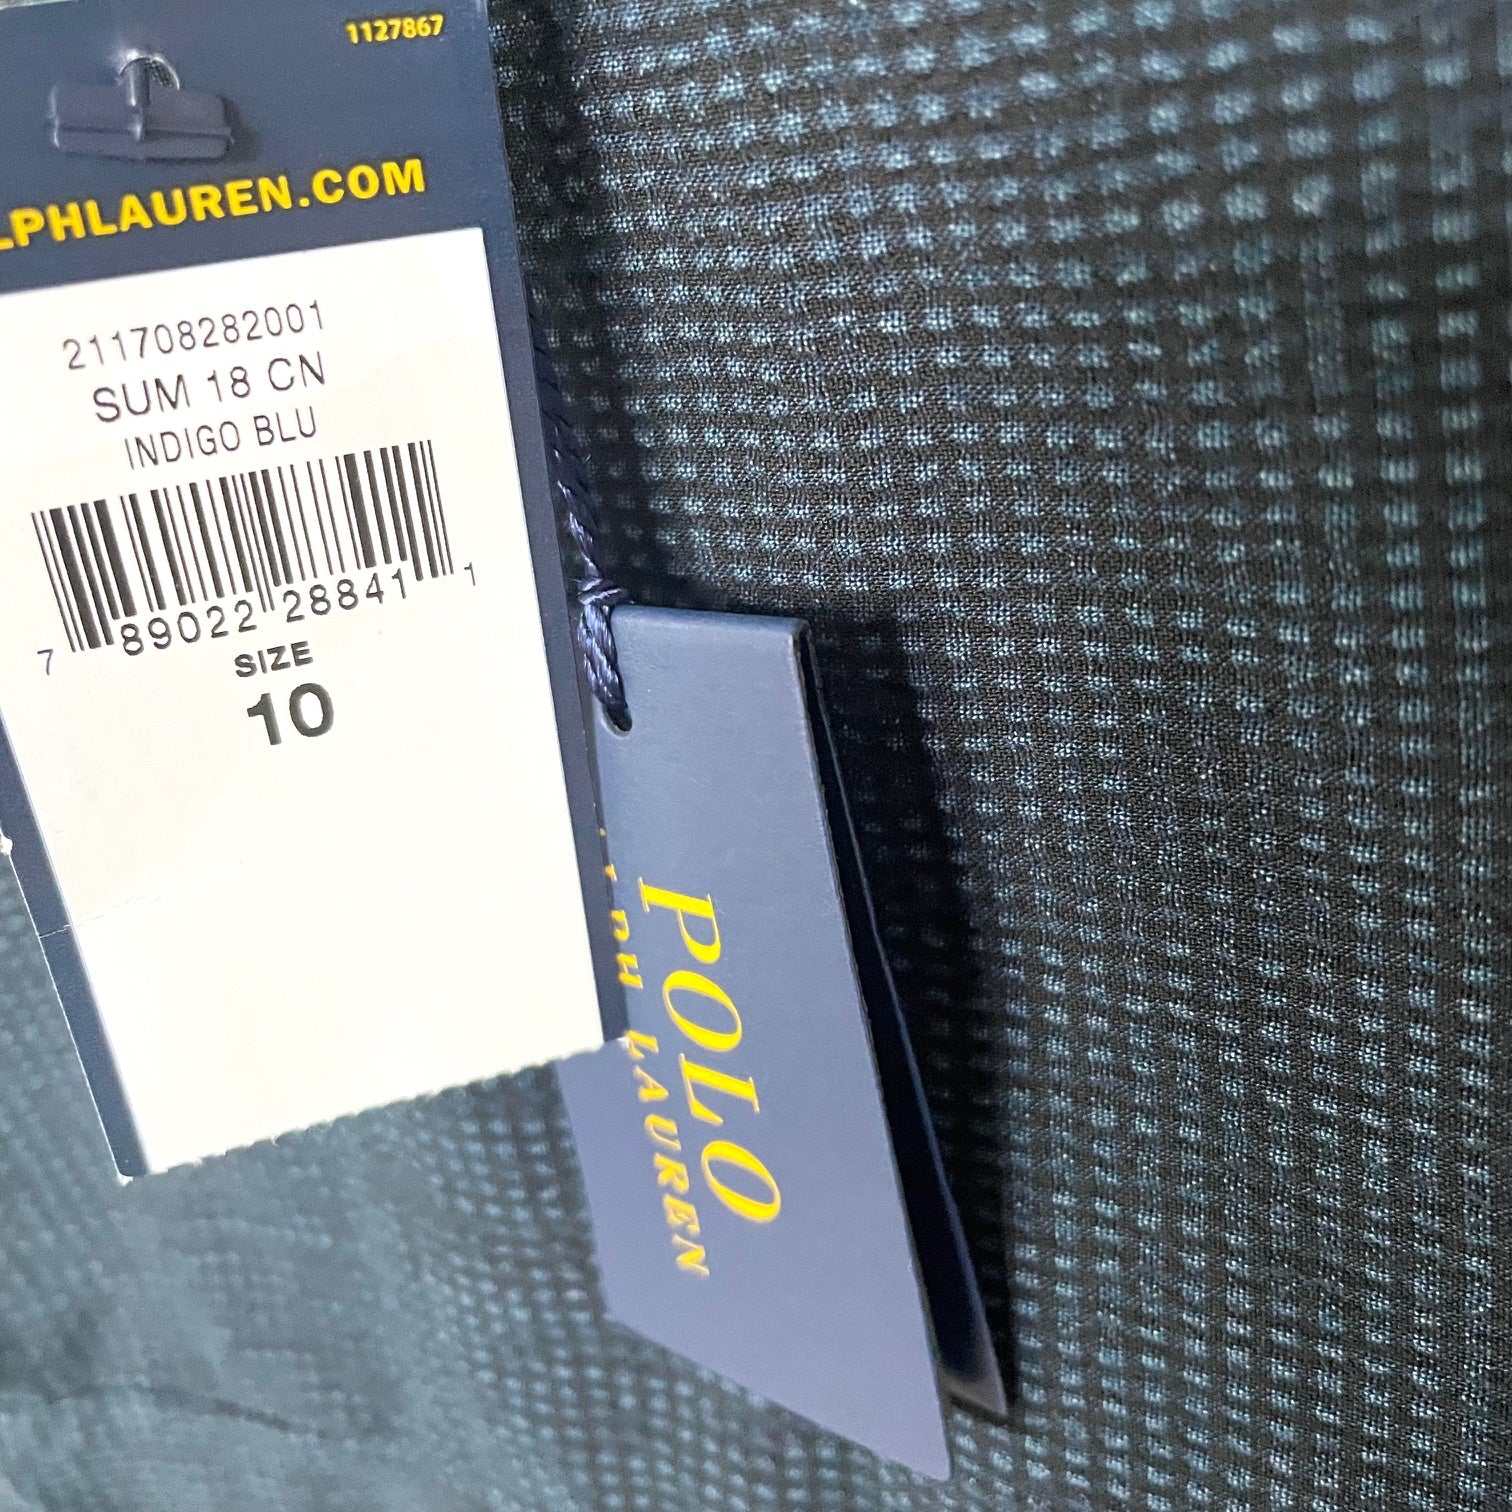 1127867
LPHLAUREN.COM
211708282001
SUM 18 CN
INDIGO BLU
7 89022 28841 1
SIZE
10
POLO
LPH LAUREN